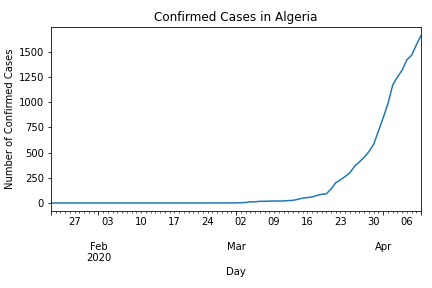 Confirmed Cases in Algeria
Number of Confirmed Cases
1500
1250
1000
750
500
250
0
27 03 10 17 24 02 09 16 23 30 06
Feb Mar Apr
2020
Day